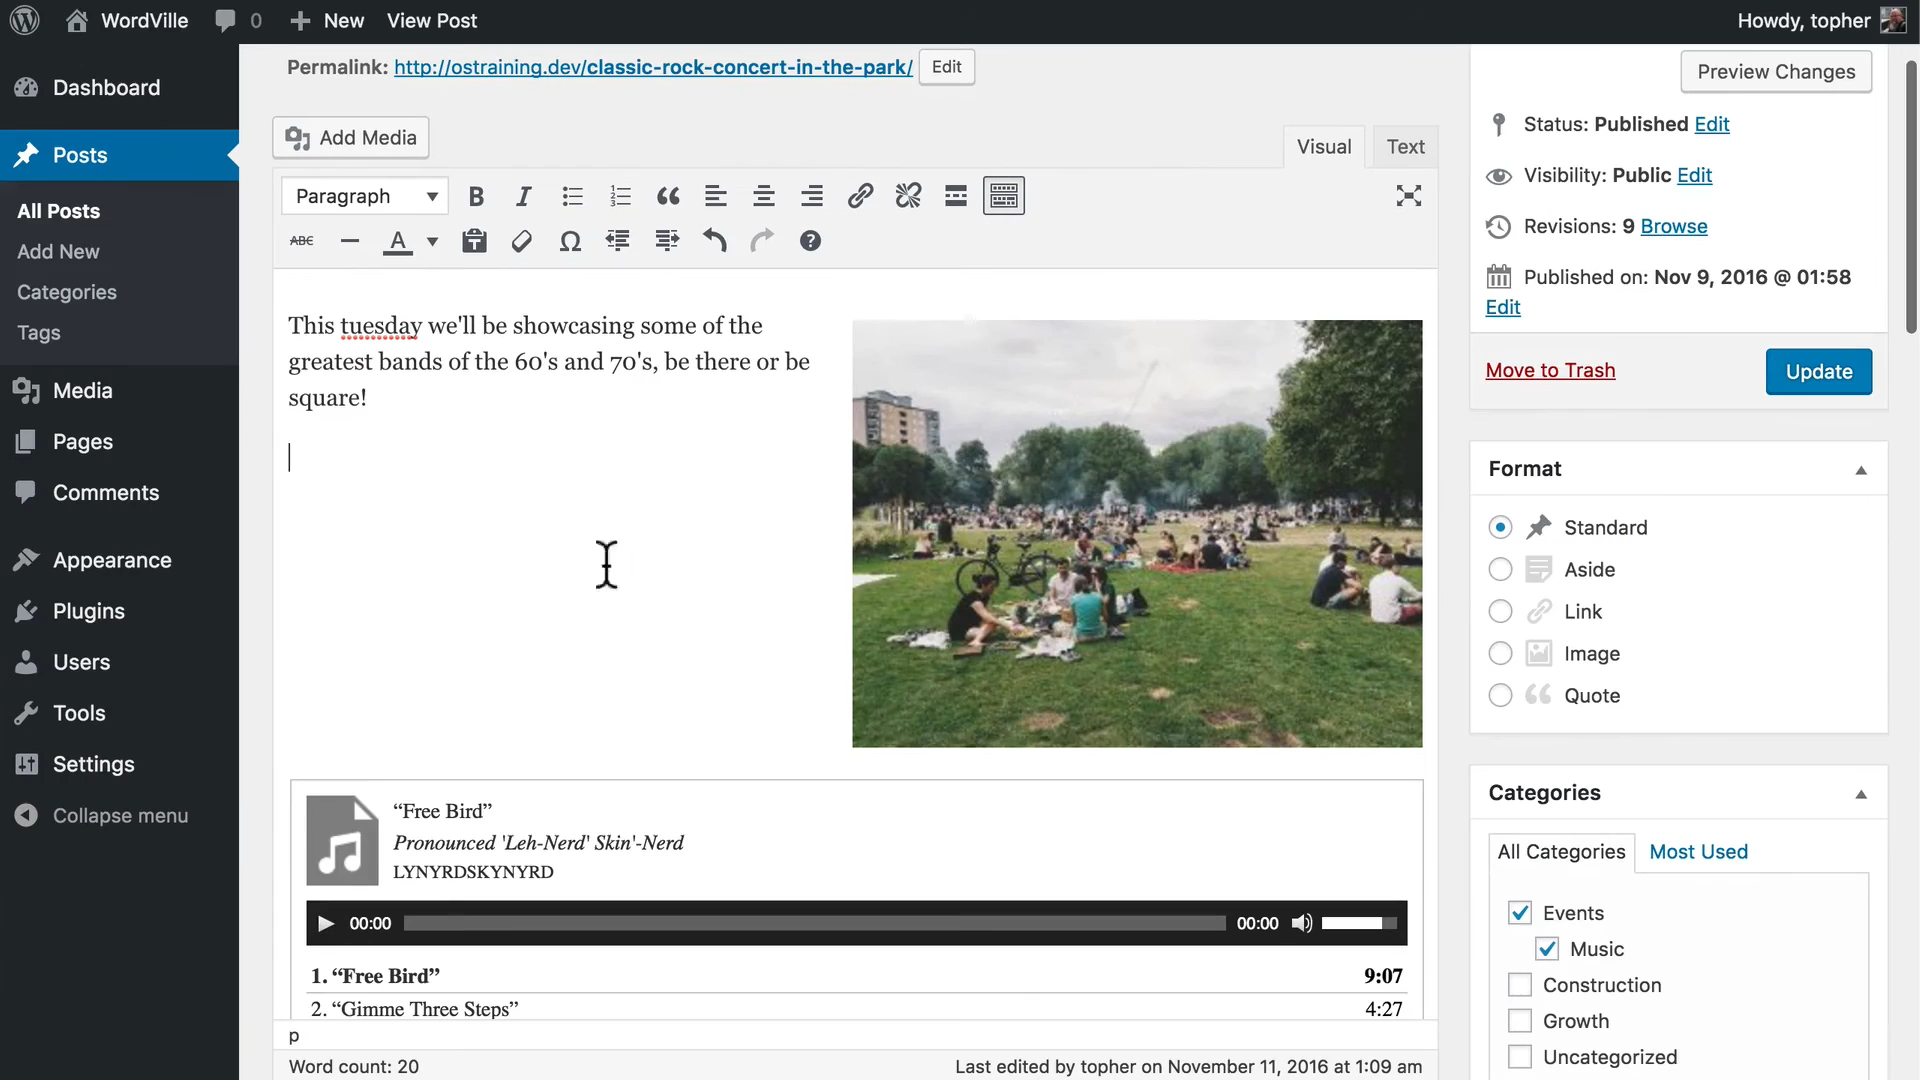 WordVille 0 New View Post Howdy, topher
Dashboard
Posts
All Posts
Add New
Categories
Tags
Media
Pages
Comments
Appearance
Plugins
Users
Tools
Settings
Collapse menu
Permalink: http://ostraining.dev/classic-rock-concert-in-the-park/ Edit
Add Media
Visual Text
Paragraph B I
ABC A
This tuesday we'll be showcasing some of the
greatest bands of the 60's and 70's, be there or be
square!
“Free Bird”
Pronounced 'Leh-Nerd' Skin'-Nerd
LYNYRDSKYNYRD
00:00 00:00
1. “Free Bird” 9:07
2. “Gimme Three Steps” 4:27
p
Word count: 20 Last edited by topher on November 11, 2016 at 1:09 am
Preview Changes
Status: Published Edit
Visibility: Public Edit
Revisions: 9 Browse
Published on: Nov 9, 2016 @ 01:58
Edit
Move to Trash Update
Format
Standard
Aside
Link
Image
Quote
Categories
All Categories Most Used
Events
Music
Construction
Growth
Uncategorized